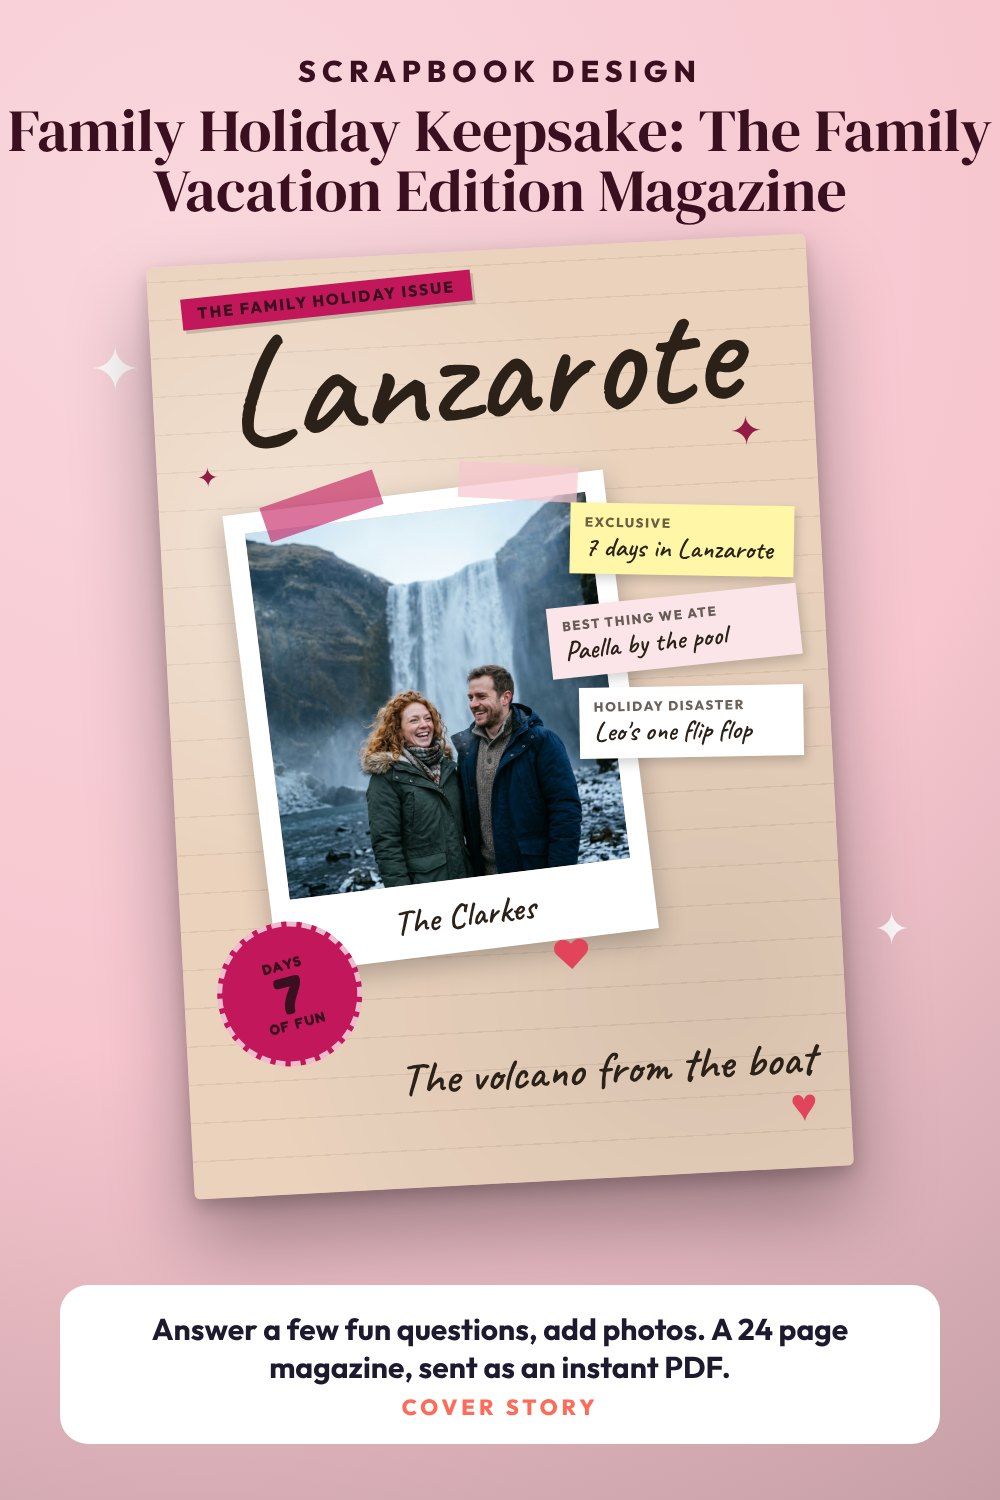 SCRAPBOOK DESIGN
Family Holiday Keepsake: The Family
Vacation Edition Magazine
THE FAMILY HOLIDAY ISSUE
Lanzarote
EXCLUSIVE
7 days in Lanzarote
BEST THING WE ATE
Paella by the pool
HOLIDAY DISASTER
Leo's one flip flop
The Clarkes
DAYS
7
OF FUN
The volcano from the boat
Answer a few fun questions, add photos. A 24 page
magazine, sent as an instant PDF.
COVER STORY